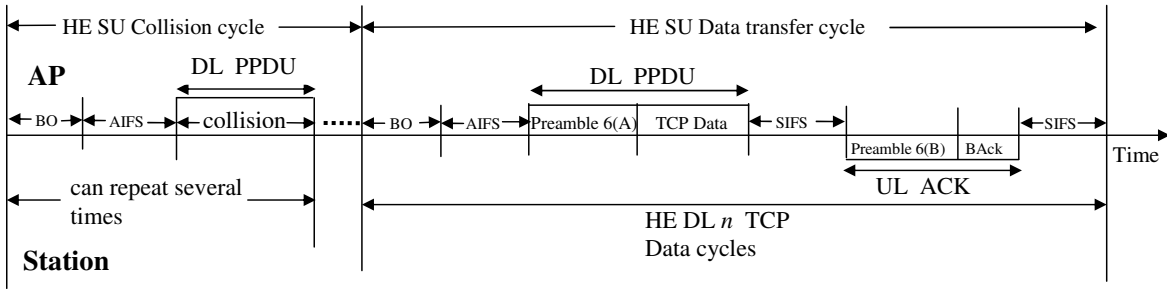 HE SU Collision cycle
HE SU Data transfer cycle
AP
DL PPDU
DL PPDU
BO
AIFS
collision
BO
AIFS
Preamble 6(A)
TCP Data
SIFS
SIFS
Preamble 6(B)
BAck
Time
UL ACK
can repeat several
times
HE DL n TCP
Data cycles
Station